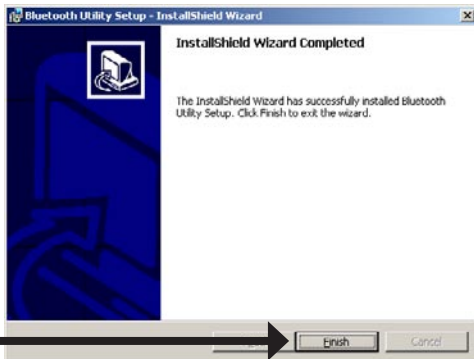 Bluetooth Utility Setup - InstallShield Wizard
InstallShield Wizard Completed
The InstallShield Wizard has successfully installed Bluetooth
Utility Setup. Click Finish to exit the wizard.
Finish
Cancel